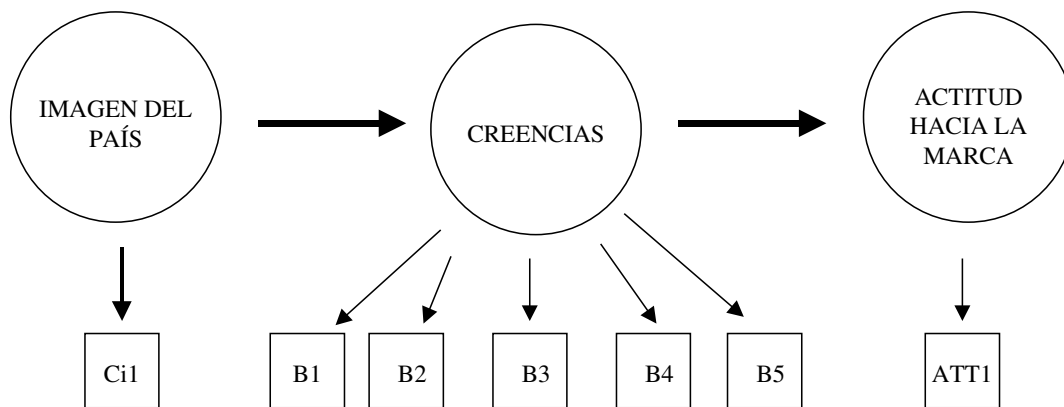 IMAGEN DEL
PAÍS
CREENCIAS
ACTITUD
HACIA LA
MARCA
Ci1
B1
B2
B3
B4
B5
ATT1